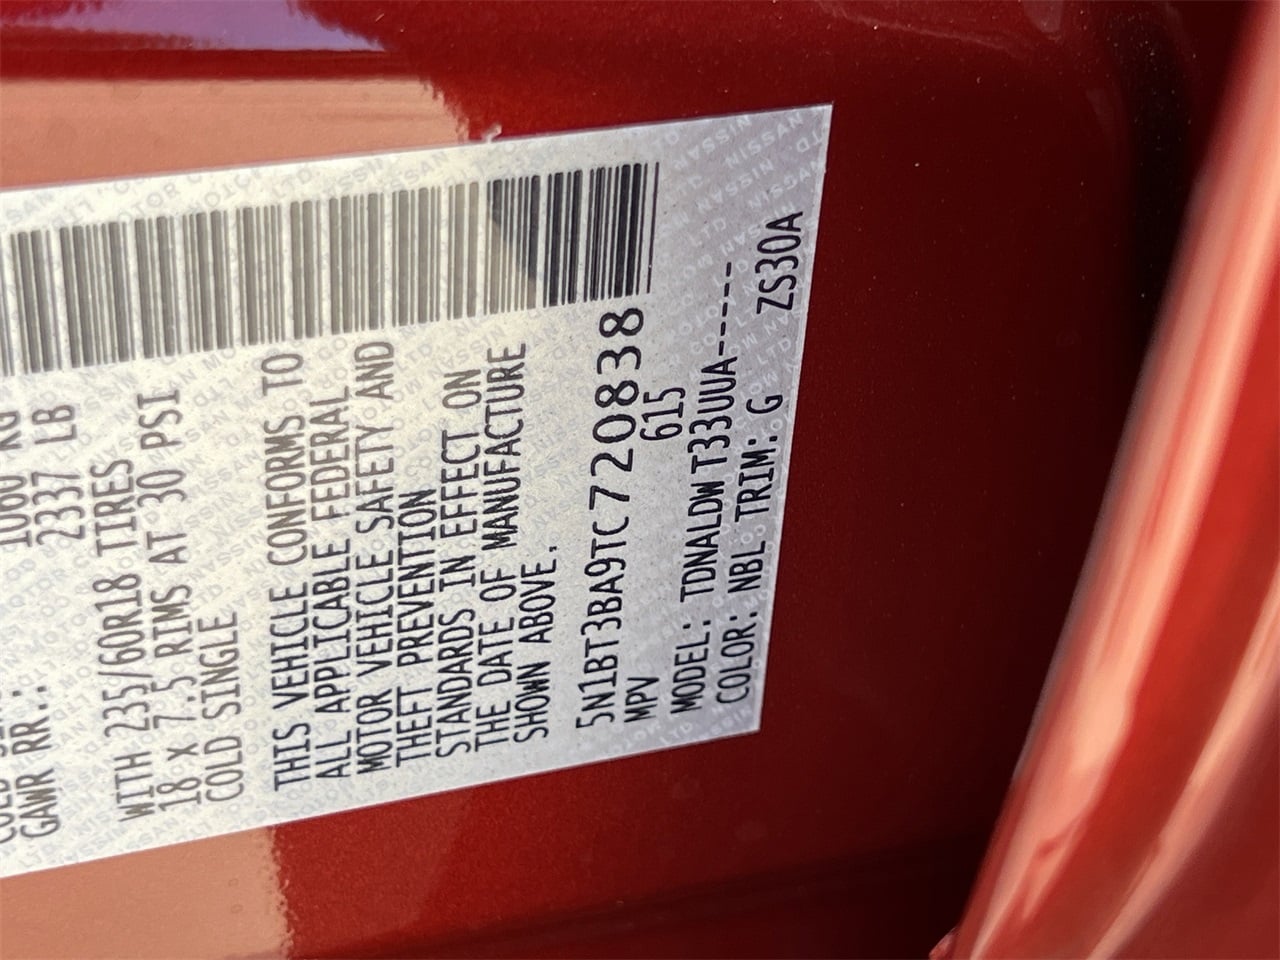 1060 KG
GAWR RR.: 2337 LB
WITH 235/60R18 TIRES
18 x 7.5 RIMS AT 30 PSI
COLD SINGLE
THIS VEHICLE CONFORMS TO
ALL APPLICABLE FEDERAL
MOTOR VEHICLE SAFETY AND
THEFT PREVENTION
STANDARDS IN EFFECT ON
THE DATE OF MANUFACTURE
SHOWN ABOVE.
5N1BT3BA9TC720838
MPV 615
MODEL: TDNALDW T33UUA-----
COLOR: NBL TRIM: G ZS30A